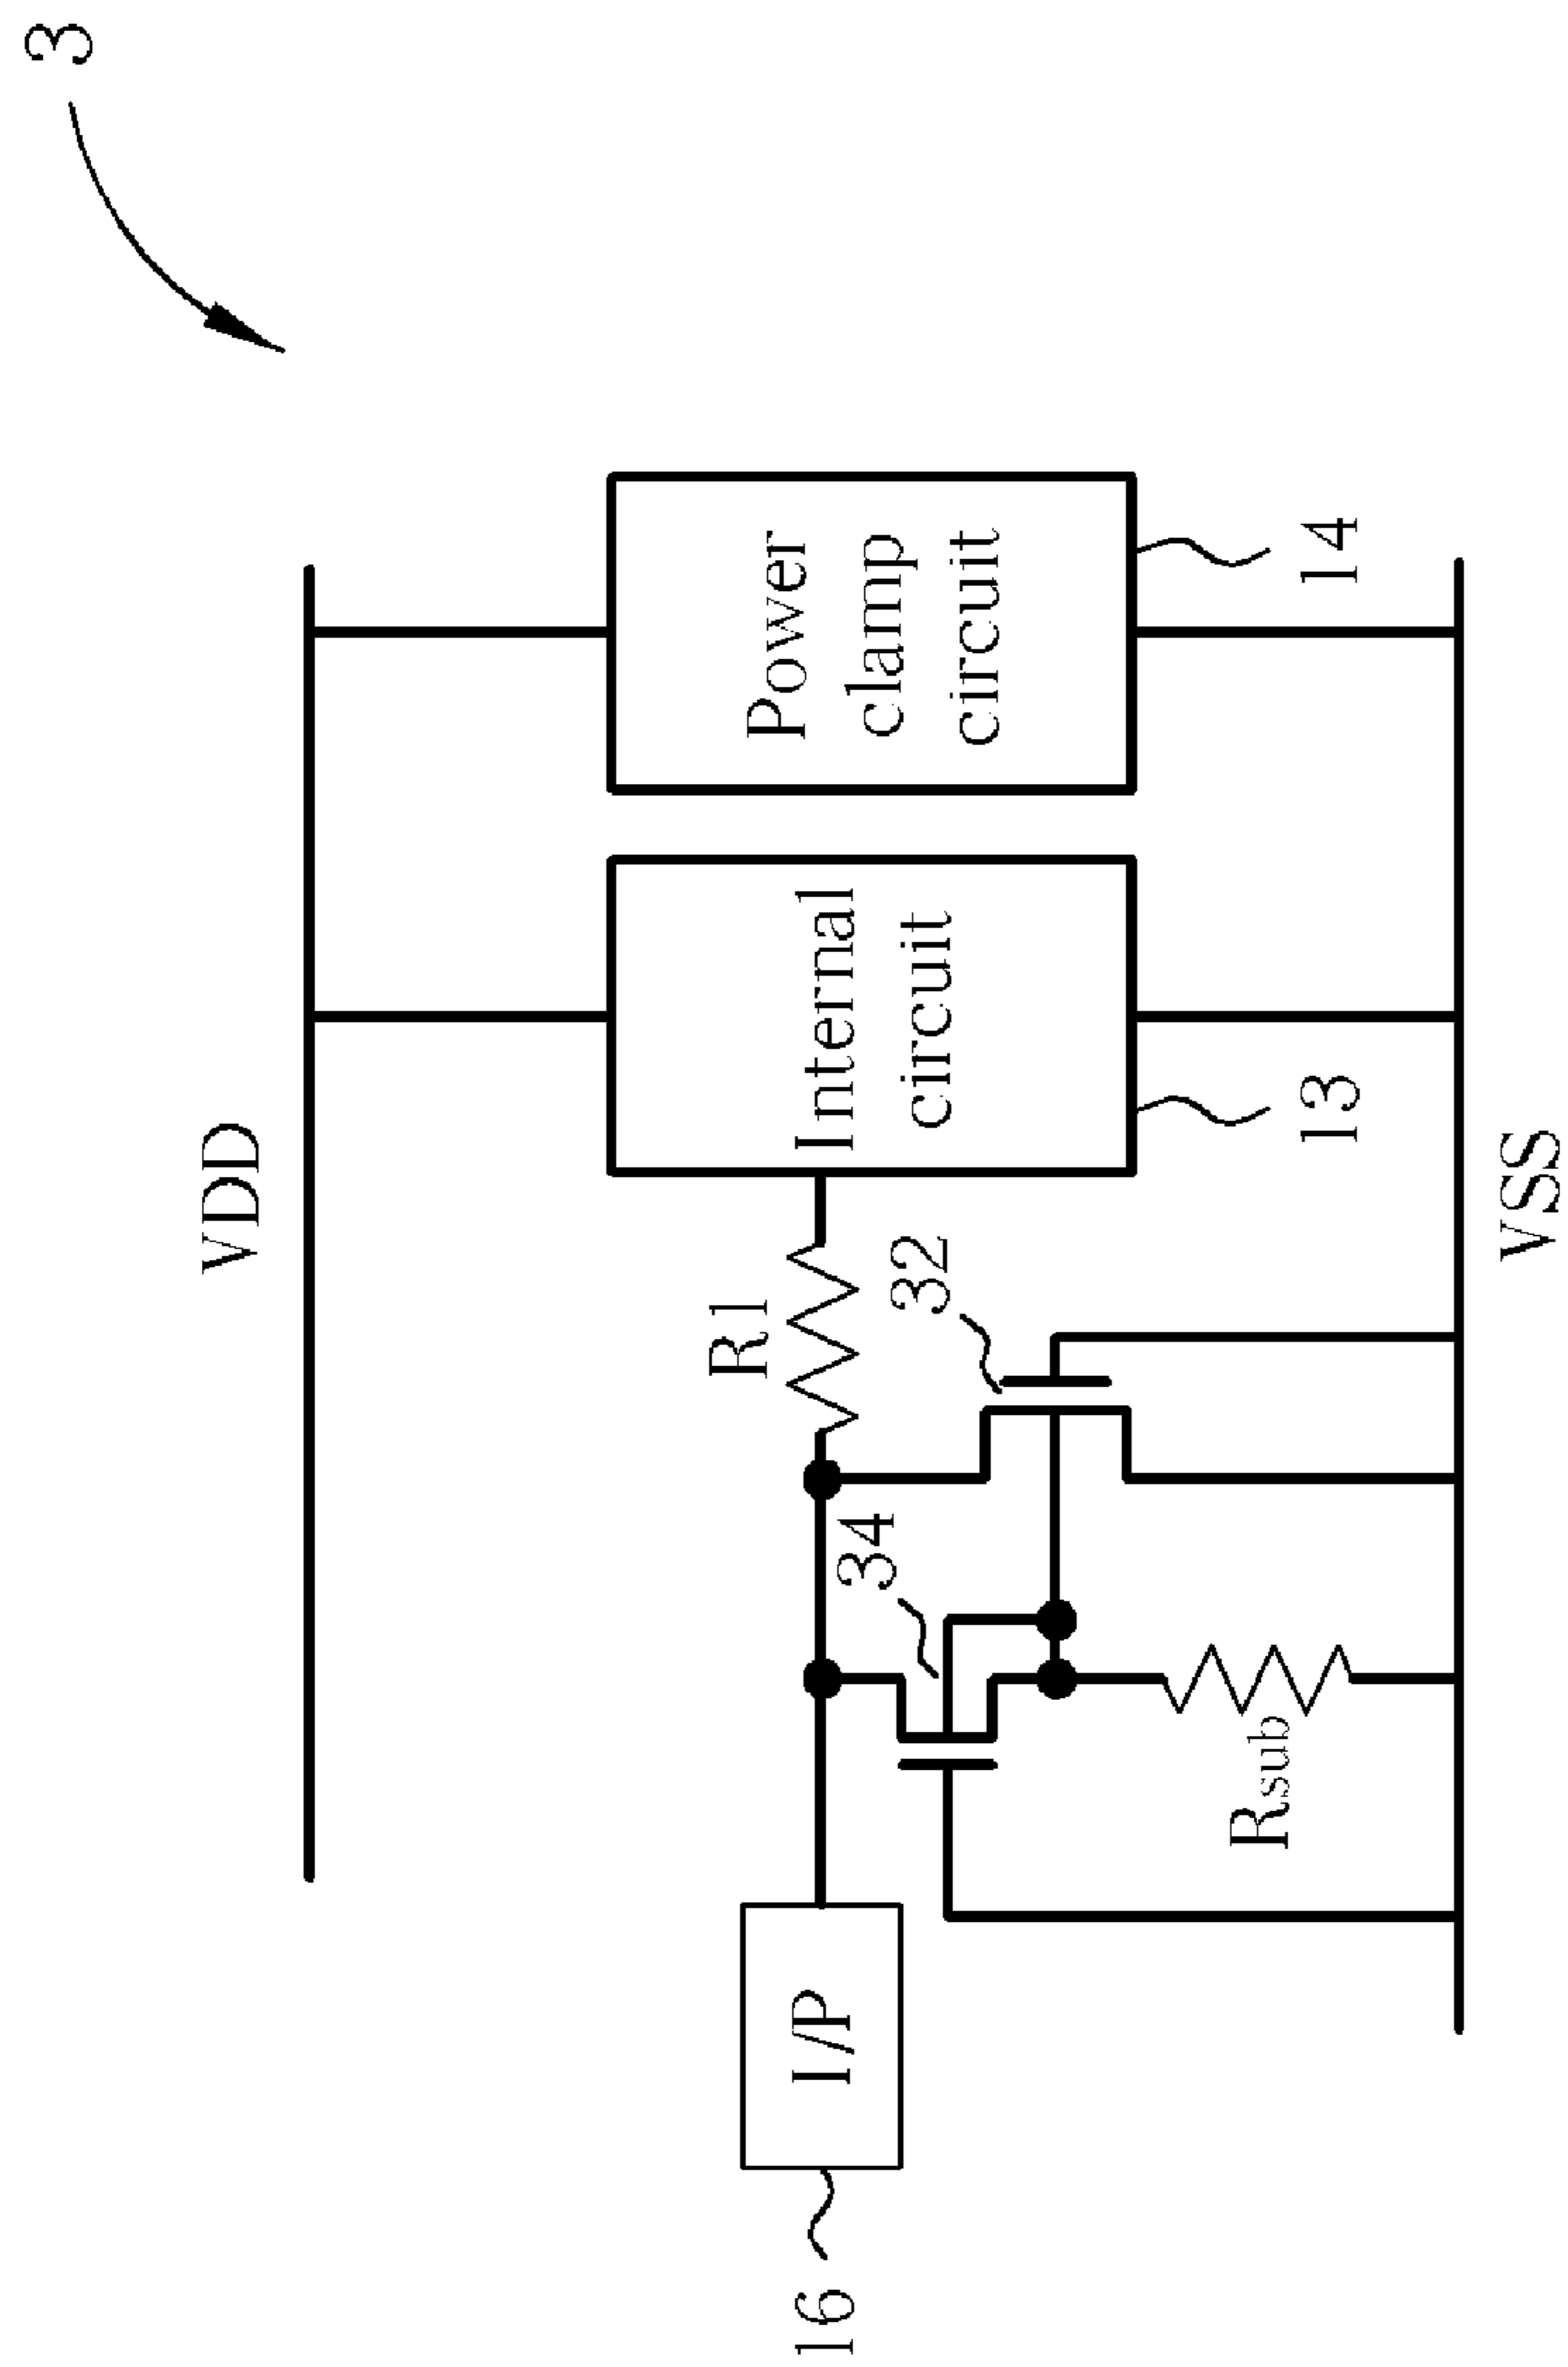 3
VDD
R1
Internal
circuit
Power
clamp
circuit
I/P
16
34
32
Rsub
13
14
VSS